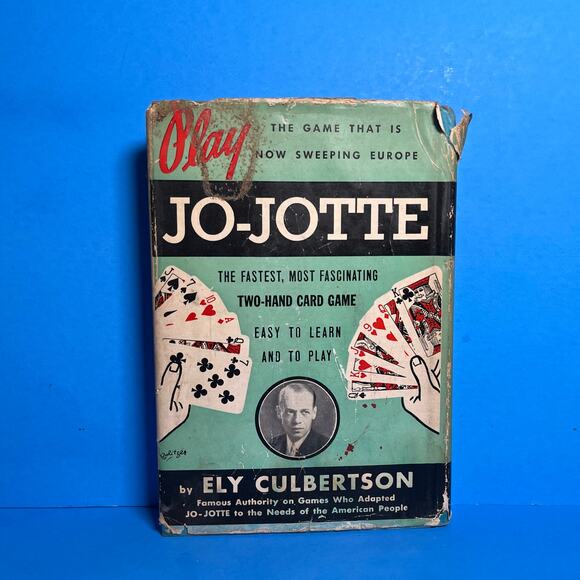 Play THE GAME THAT IS
NOW SWEEPING EUROPE
JO-JOTTE
THE FASTEST, MOST FASCINATING
TWO-HAND CARD GAME
EASY TO LEARN
AND TO PLAY
by ELY CULBERTSON
Famous Authority on Games Who Adapted
JO-JOTTE to the Needs of the American People